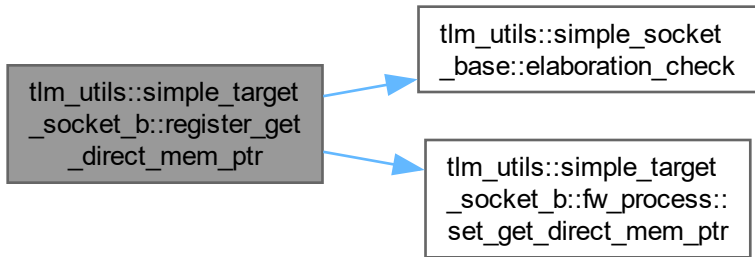 tlm_utils::simple_target
_socket_b::register_get
_direct_mem_ptr
tlm_utils::simple_socket
_base::elaboration_check
tlm_utils::simple_target
_socket_b::fw_process::
set_get_direct_mem_ptr